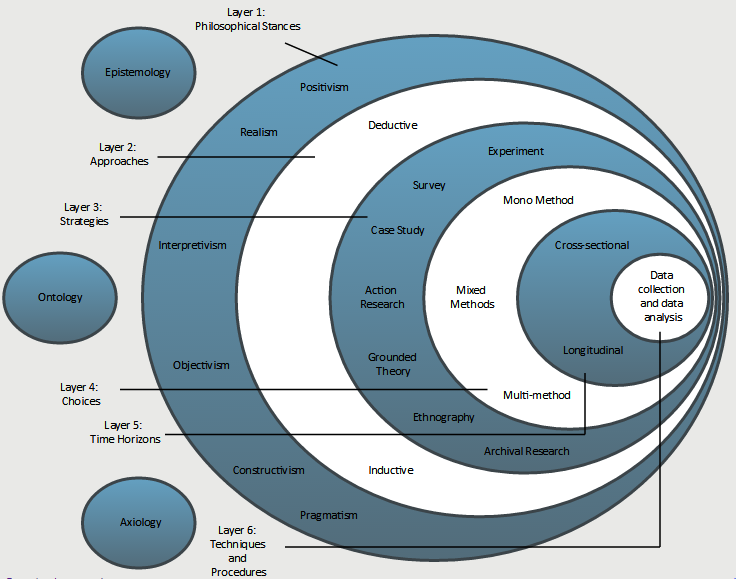 Layer 1:
Philosophical Stances
Epistemology
Positivism
Deductive
Realism
Layer 2:
Approaches
Experiment
Survey
Mono Method
Layer 3:
Strategies
Case Study
Interpretivism
Cross-sectional
Ontology
Action
Research
Mixed
Methods
Data
collection
and data
analysis
Longitudinal
Objectivism
Grounded
Theory
Layer 4:
Choices
Multi-method
Ethnography
Layer 5:
Time Horizons
Archival Research
Constructivism
Inductive
Axiology
Pragmatism
Layer 6:
Techniques
and
Procedures